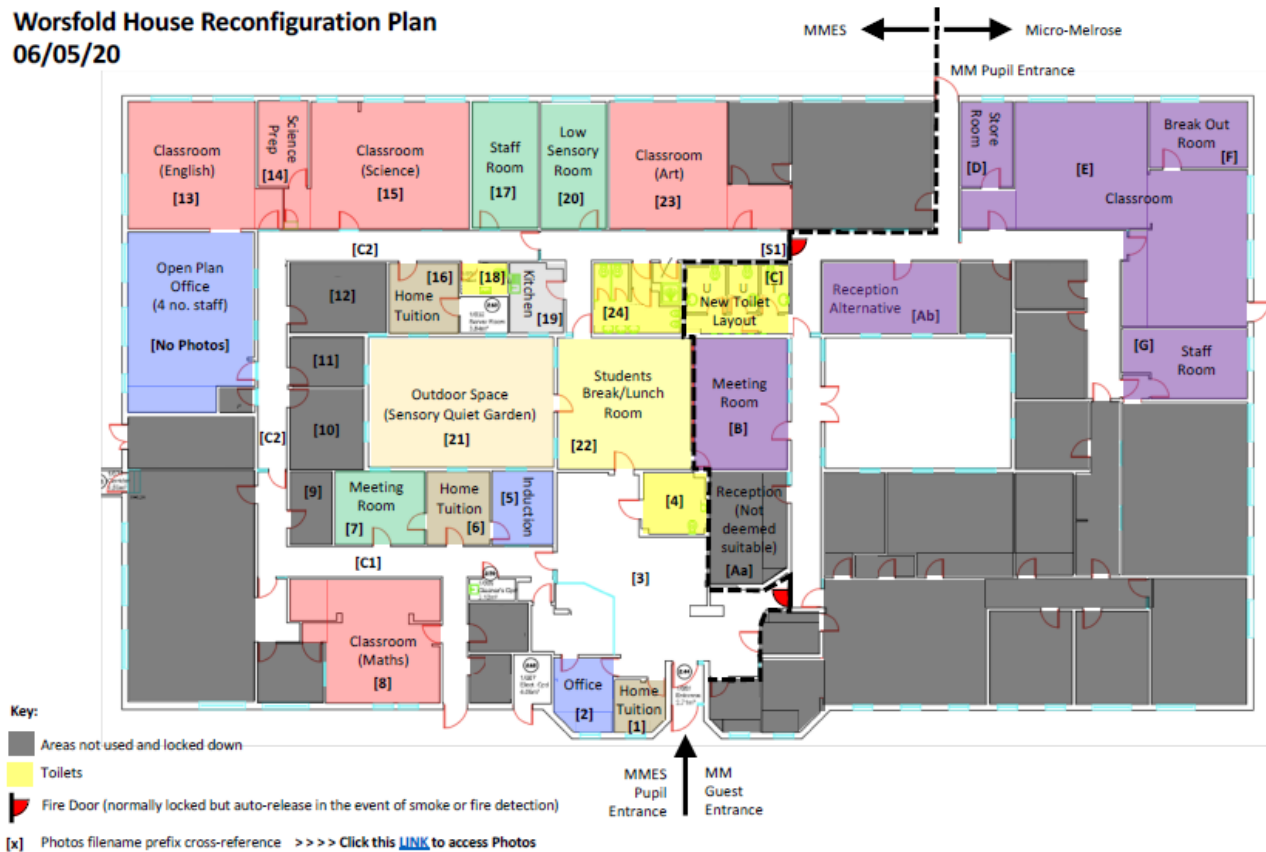 Worsfold House Reconfiguration Plan
06/05/20
MMES
Micro-Melrose
MM Pupil Entrance
Classroom
(English)
[13]
Science
Prep
[14]
Classroom
(Science)
[15]
Staff
Room
[17]
Low
Sensory
Room
[20]
Classroom
(Art)
[23]
Store
Room
[D]
[E]
Classroom
Break Out
Room
[F]
[C2]
[S1]
Open Plan
Office
(4 no. staff)
[No Photos]
[12]
[16]
Home
Tuition
[18]
Kitchen
[19]
[24]
[C]
New Toilet
Layout
Reception
Alternative
[Ab]
[G]
Staff
Room
[11]
[10]
Outdoor Space
(Sensory Quiet Garden)
[21]
Students
Break/Lunch
Room
[22]
Meeting
Room
[B]
[C2]
[9]
Meeting
Room
[7]
Home
Tuition
[6]
[5]
Induction
[4]
Reception
(Not
deemed
suitable)
[Aa]
[C1]
[3]
Classroom
(Maths)
[8]
Office
[2]
Home
Tuition
[1]
Key:
Areas not used and locked down
Toilets
Fire Door (normally locked but auto-release in the event of smoke or fire detection)
[x] Photos filename prefix cross-reference >>>> Click this LINK to access Photos
MMES
Pupil
Entrance
MM
Guest
Entrance